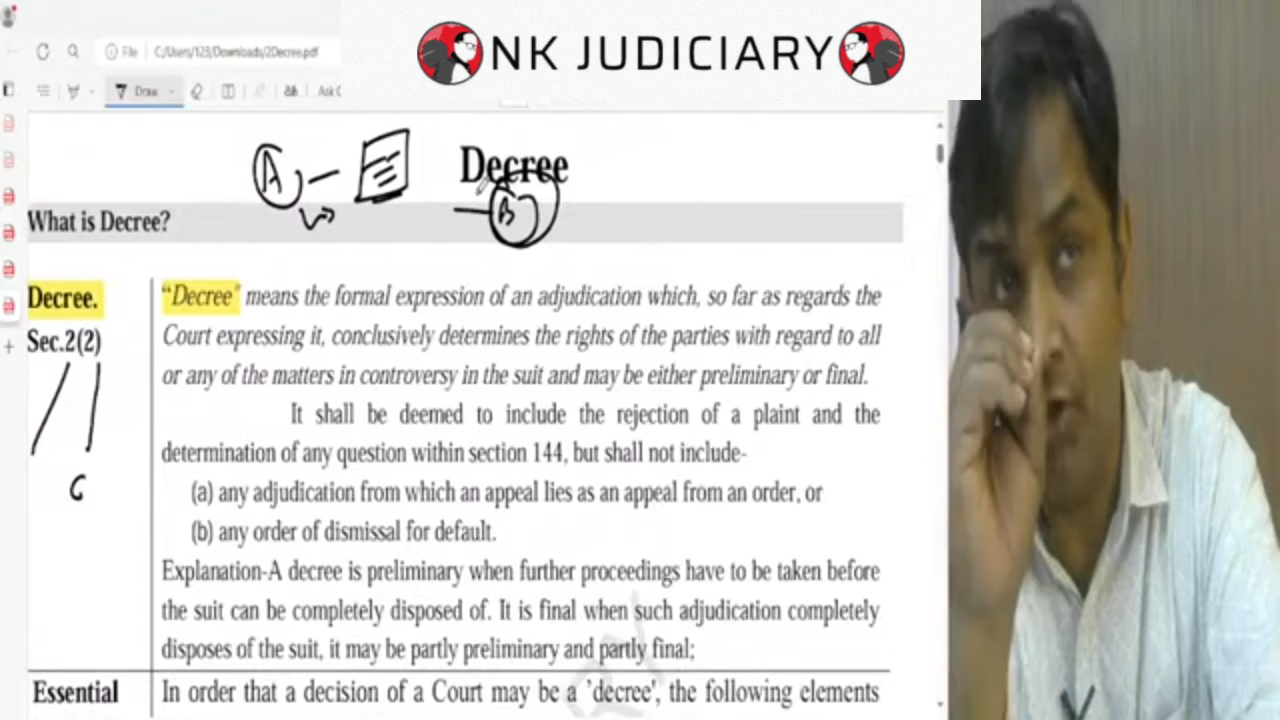 NK JUDICIARY
File C:/Users/123/Downloads/2Decree.pdf
Draw
A
Decree
B
What is Decree?
Decree.
Sec.2(2)
"Decree" means the formal expression of an adjudication which, so far as regards the
Court expressing it, conclusively determines the rights of the parties with regard to all
or any of the matters in controversy in the suit and may be either preliminary or final.
It shall be deemed to include the rejection of a plaint and the
determination of any question within section 144, but shall not include-
(a) any adjudication from which an appeal lies as an appeal from an order, or
(b) any order of dismissal for default.
Explanation-A decree is preliminary when further proceedings have to be taken before
the suit can be completely disposed of. It is final when such adjudication completely
disposes of the suit, it may be partly preliminary and partly final;
Essential
In order that a decision of a Court may be a 'decree', the following elements